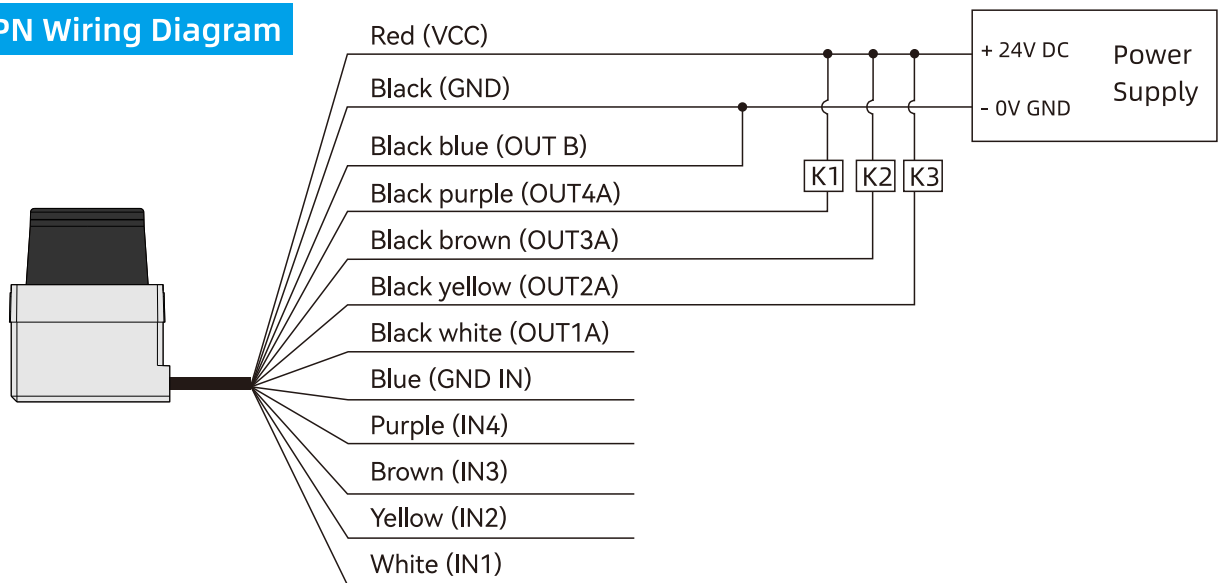 PN Wiring Diagram
Red (VCC)
Black (GND)
Black blue (OUT B)
Black purple (OUT4A)
Black brown (OUT3A)
Black yellow (OUT2A)
Black white (OUT1A)
Blue (GND IN)
Purple (IN4)
Brown (IN3)
Yellow (IN2)
White (IN1)
K1 K2 K3
+ 24V DC
- 0V GND
Power
Supply